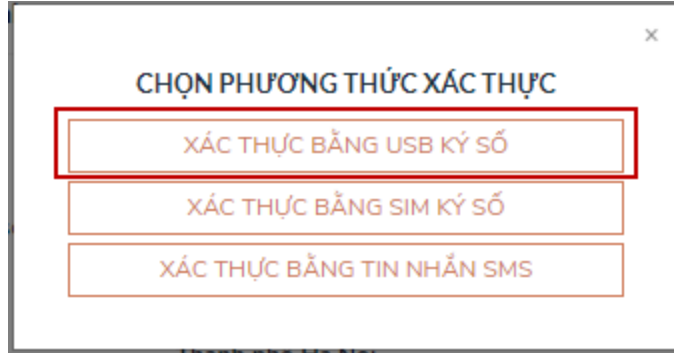 ×
CHỌN PHƯƠNG THỨC XÁC THỰC
XÁC THỰC BẰNG USB KÝ SỐ
XÁC THỰC BẰNG SIM KÝ SỐ
XÁC THỰC BẰNG TIN NHẮN SMS